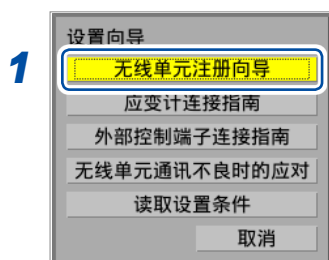 设置向导
1
无线单元注册向导
应变计连接指南
外部控制端子连接指南
无线单元通讯不良时的应对
读取设置条件
取消